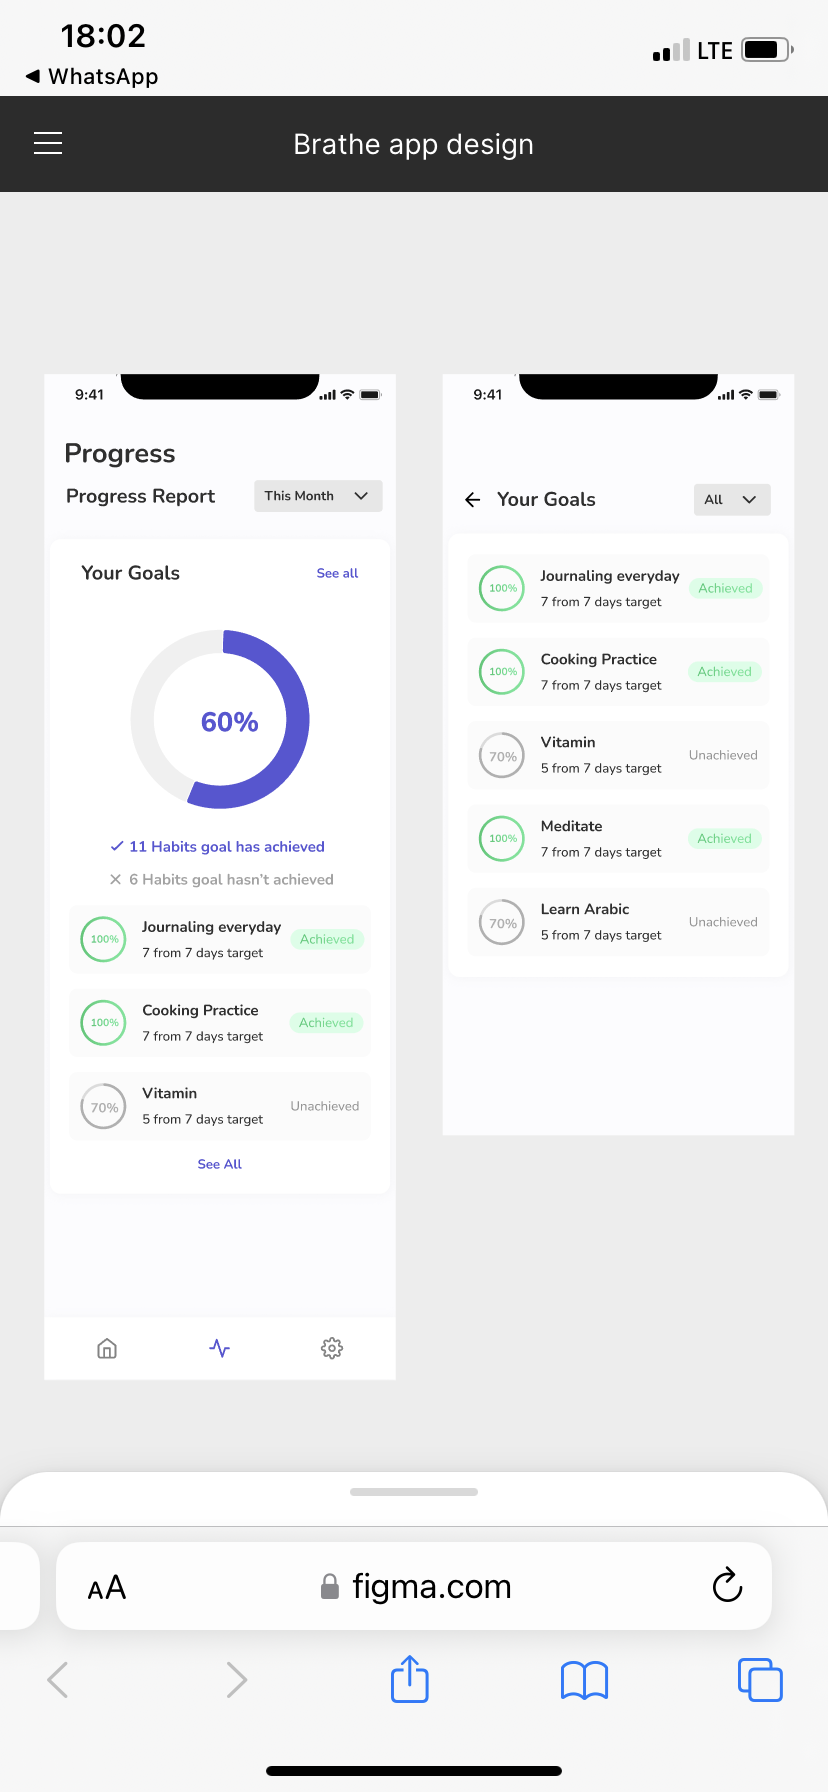 18:02
LTE
◀ WhatsApp
Brathe app design
9:41
Progress
Progress Report
This Month
Your Goals
See all
60%
11 Habits goal has achieved
6 Habits goal hasn't achieved
100%
Journaling everyday
7 from 7 days target
Achieved
100%
Cooking Practice
7 from 7 days target
Achieved
70%
Vitamin
5 from 7 days target
Unachieved
See All
9:41
Your Goals
All
100%
Journaling everyday
7 from 7 days target
Achieved
100%
Cooking Practice
7 from 7 days target
Achieved
70%
Vitamin
5 from 7 days target
Unachieved
100%
Meditate
7 from 7 days target
Achieved
70%
Learn Arabic
5 from 7 days target
Unachieved
AA
figma.com